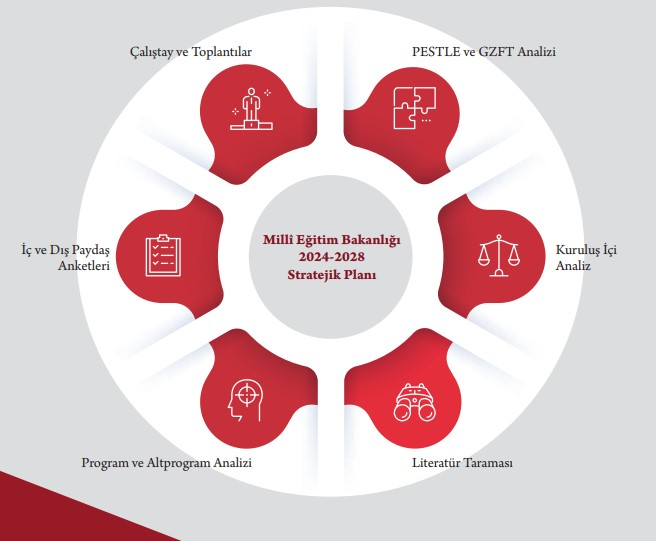 Çalıştay ve Toplantılar
PESTLE ve GZFT Analizi
İç ve Dış Paydaş
Anketleri
Millî Eğitim Bakanlığı
2024-2028
Stratejik Planı
Kuruluş İçi
Analiz
Program ve Altprogram Analizi
Literatür Taraması